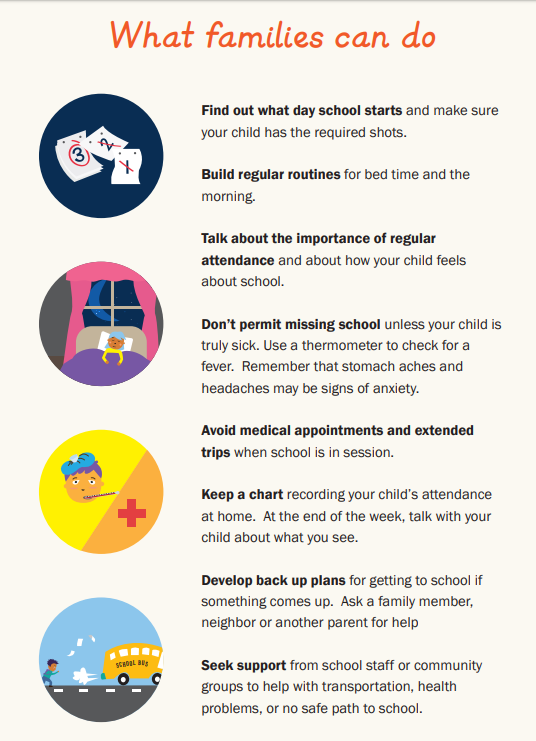 What families can do
3
2
1
Find out what day school starts and make sure
your child has the required shots.
Build regular routines for bed time and the
morning.
Talk about the importance of regular
attendance and about how your child feels
about school.
Don't permit missing school unless your child is
truly sick. Use a thermometer to check for a
fever.  Remember that stomach aches and
headaches may be signs of anxiety.
Avoid medical appointments and extended
trips when school is in session.
Keep a chart recording your child's attendance
at home.  At the end of the week, talk with your
child about what you see.
Develop back up plans for getting to school if
something comes up.  Ask a family member,
neighbor or another parent for help
SCHOOL BUS
Seek support from school staff or community
groups to help with transportation, health
problems, or no safe path to school.